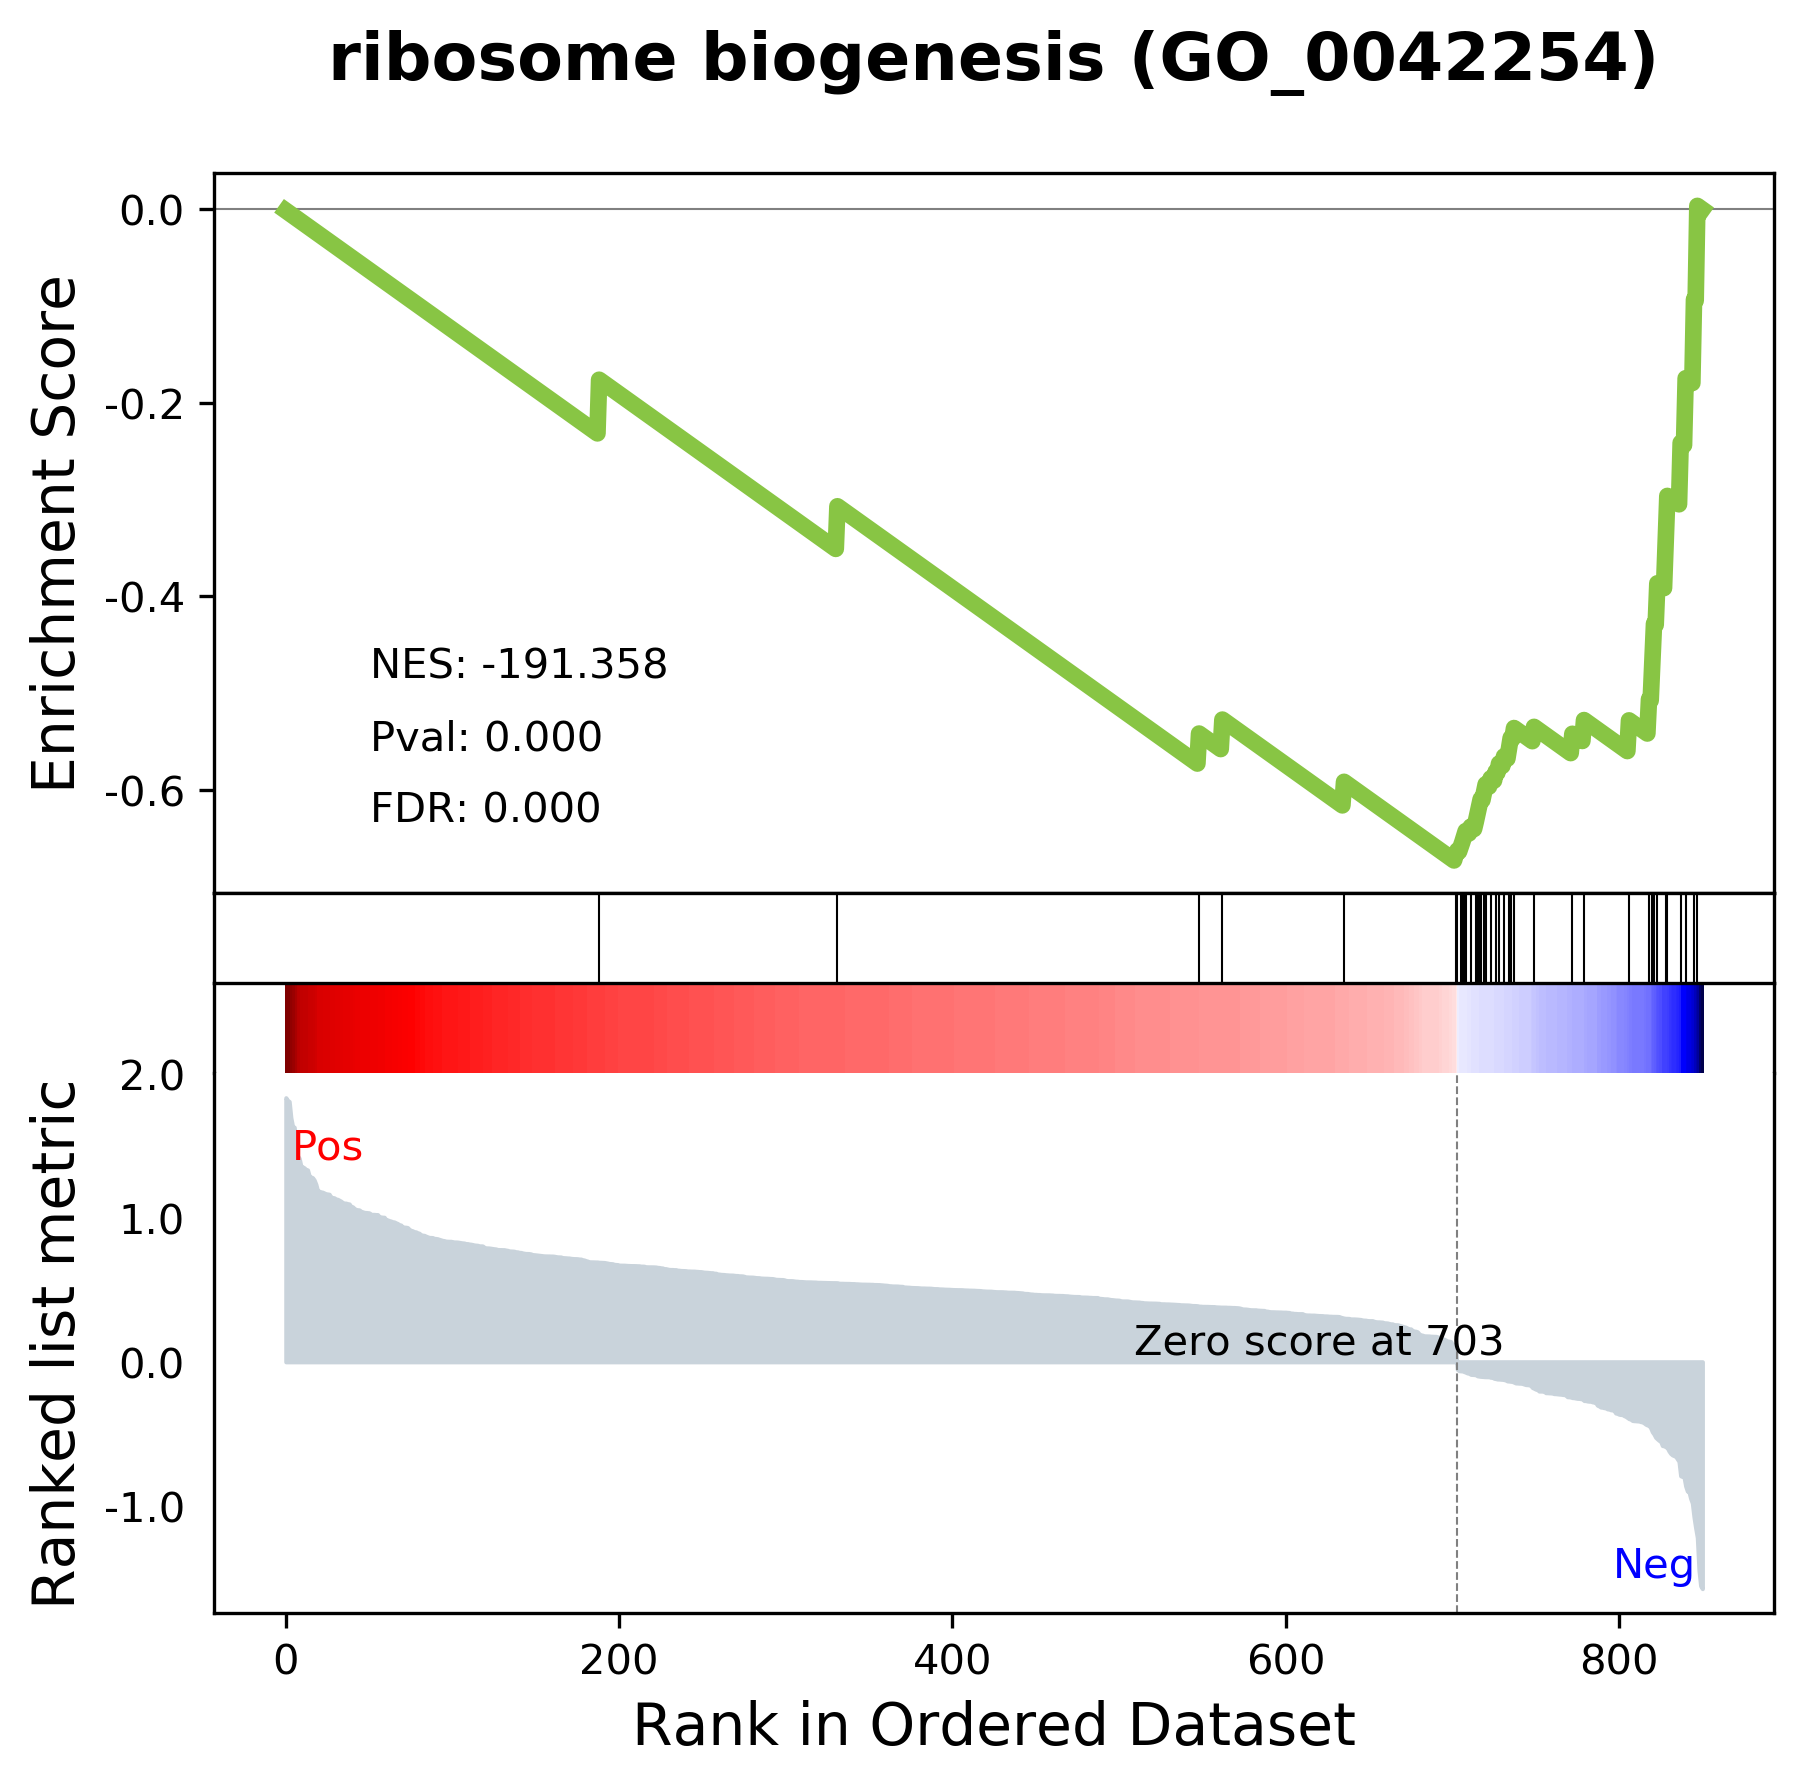 ribosome biogenesis (GO_0042254)
Enrichment Score
0.0
-0.2
-0.4
-0.6
NES: -191.358
Pval: 0.000
FDR: 0.000
Ranked list metric
2.0
1.0
0.0
-1.0
Pos
Zero score at 703
Neg
0 200 400 600 800
Rank in Ordered Dataset